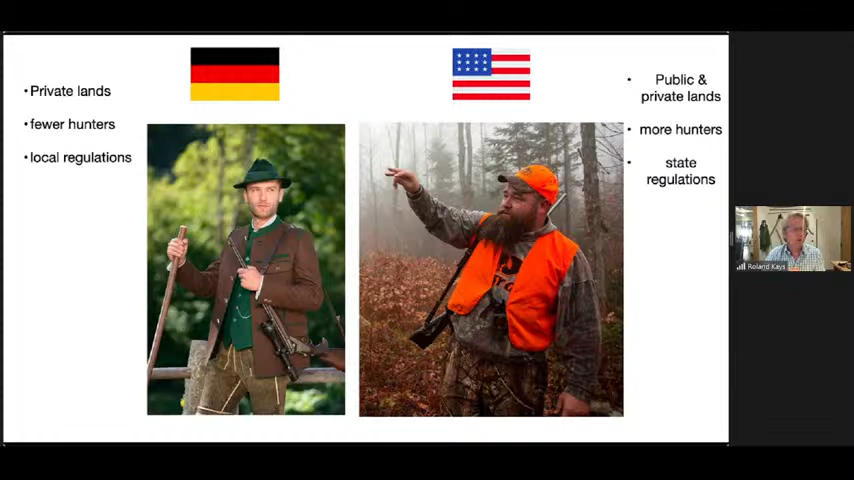 • Private lands
• fewer hunters
• local regulations
• Public &
private lands
• more hunters
• state
regulations
Roland Kays